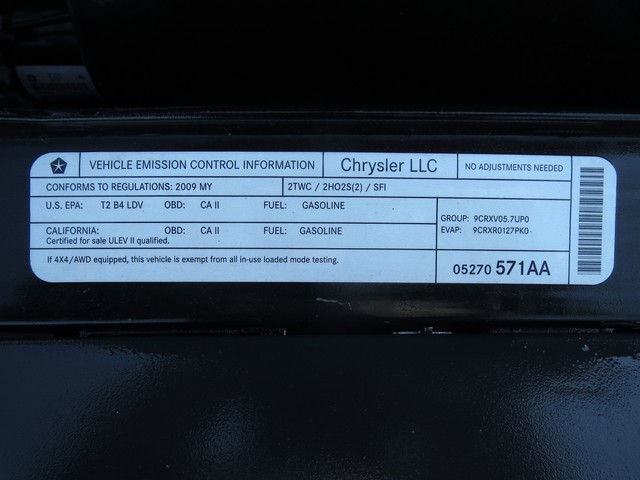 VEHICLE EMISSION CONTROL INFORMATION Chrysler LLC NO ADJUSTMENTS NEEDED
CONFORMS TO REGULATIONS: 2009 MY 2TWC / 2HO2S(2) / SFI
U.S. EPA: T2 B4 LDV OBD: CA II FUEL: GASOLINE
GROUP: 9CRXV05.7UP0
EVAP: 9CRXR0127PK0
CALIFORNIA: OBD: CA II FUEL: GASOLINE
Certified for sale ULEV II qualified.
If 4X4/AWD equipped, this vehicle is exempt from all in-use loaded mode testing.
05270 571AA